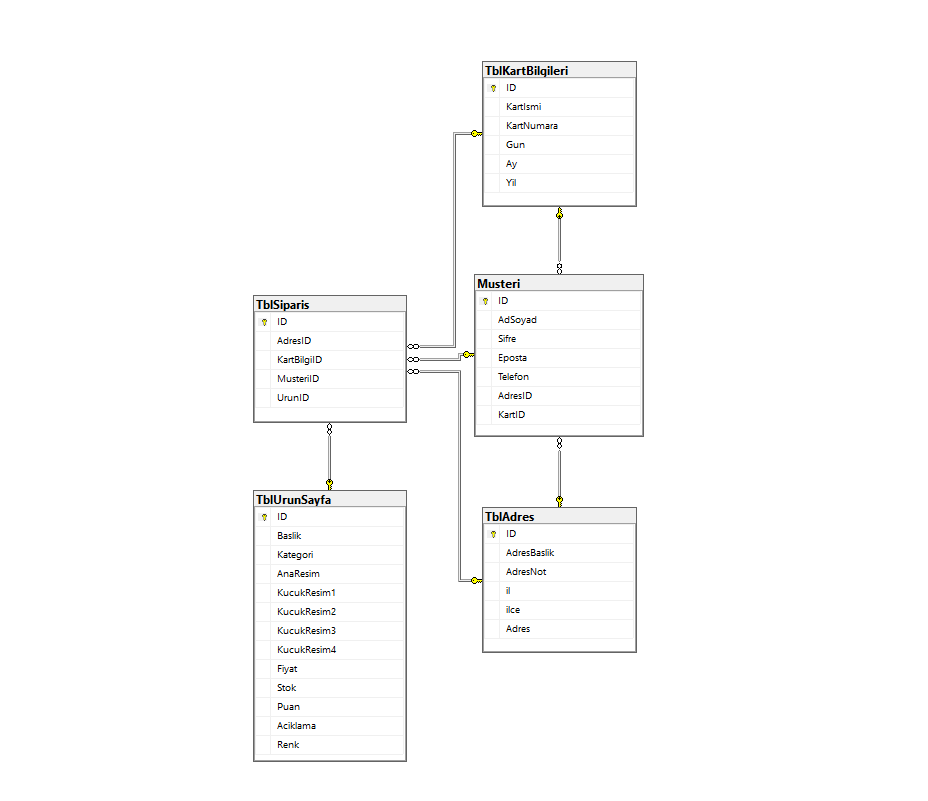 TblKartBilgileri
ID
KartIsmi
KartNumara
Gun
Ay
Yil
Musteri
ID
AdSoyad
Sifre
Eposta
Telefon
AdresID
KartID
TblSiparis
ID
AdresID
KartBilgiID
MusteriID
UrunID
TblUrunSayfa
ID
Baslik
Kategori
AnaResim
KucukResim1
KucukResim2
KucukResim3
KucukResim4
Fiyat
Stok
Puan
Aciklama
Renk
TblAdres
ID
AdresBaslik
AdresNot
il
ilce
Adres